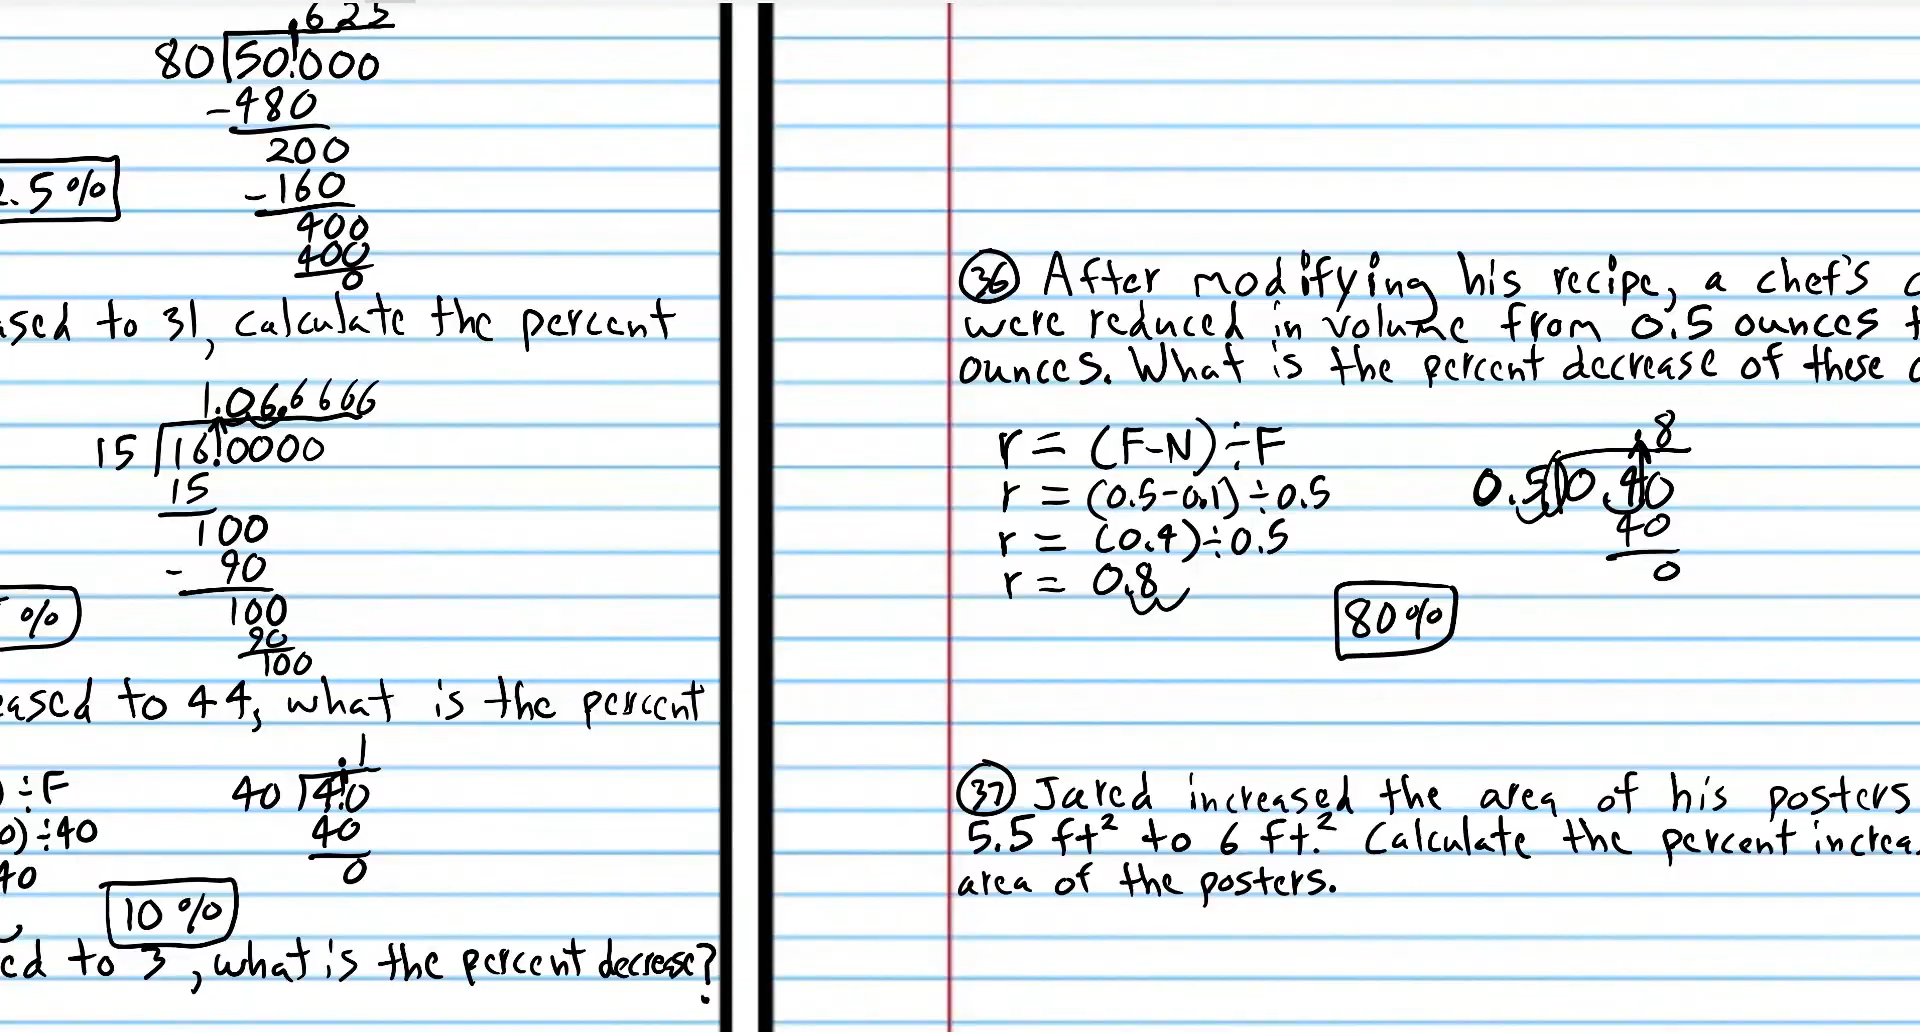 .625
80 50.000
-480
200
2.5%
-160
400
400
0
ased to 31, calculate the percent
1.066666
15 16.0000
15
100
- 90
%
100
90
100
eased to 44, what is the percent
.1
) ÷ F
40 4.0
0) ÷ 40
40
40
0
10%
ed to 3, what is the percent decrease?
36 After modifying his recipe, a chef's
were reduced in volume from 0.5 ounces
ounces. What is the percent decrease of these
r = (F-N) ÷ F
r = (0.5-0.1) ÷ 0.5
r = (0.4) ÷ 0.5
r = 0.8
.8
0.5 0.40
40
0
80%
37 Jared increased the area of his posters
5.5 ft² to 6 ft.² Calculate the percent increa
area of the posters.